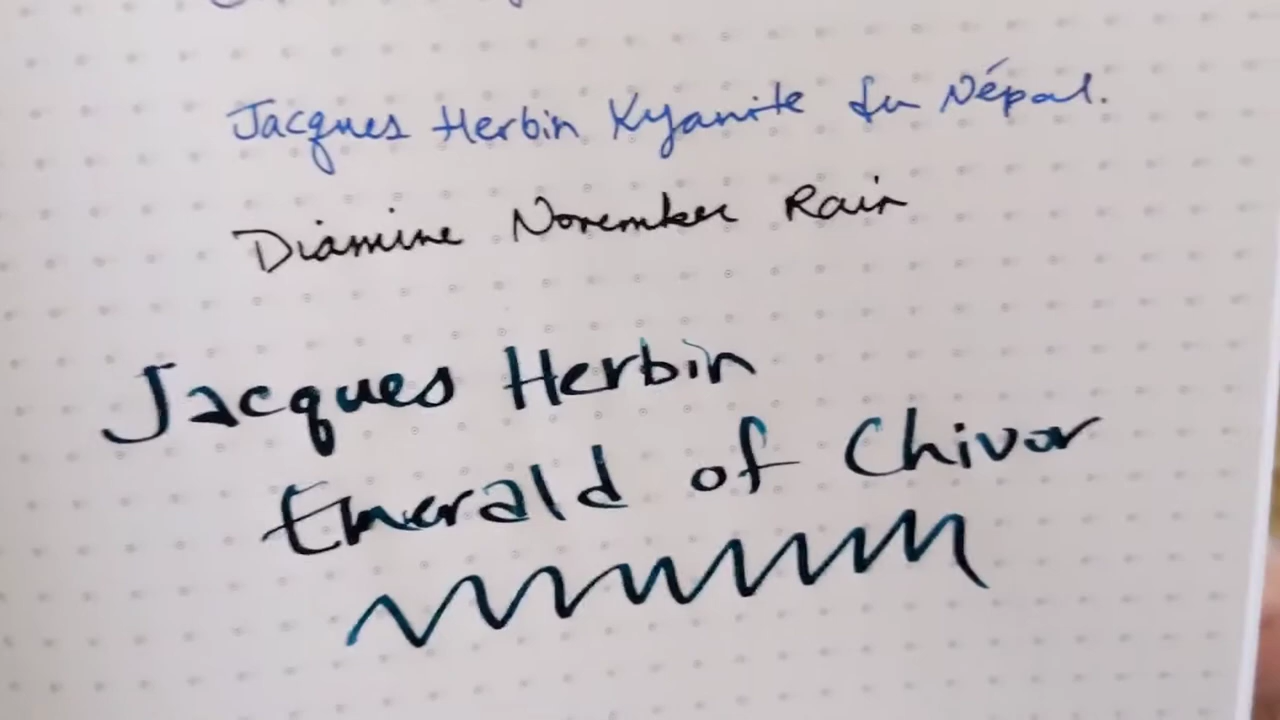 Jacques Herbin Kyanite du Népal.
Diamine November Rain
Jacques Herbin
Emerald of Chivor